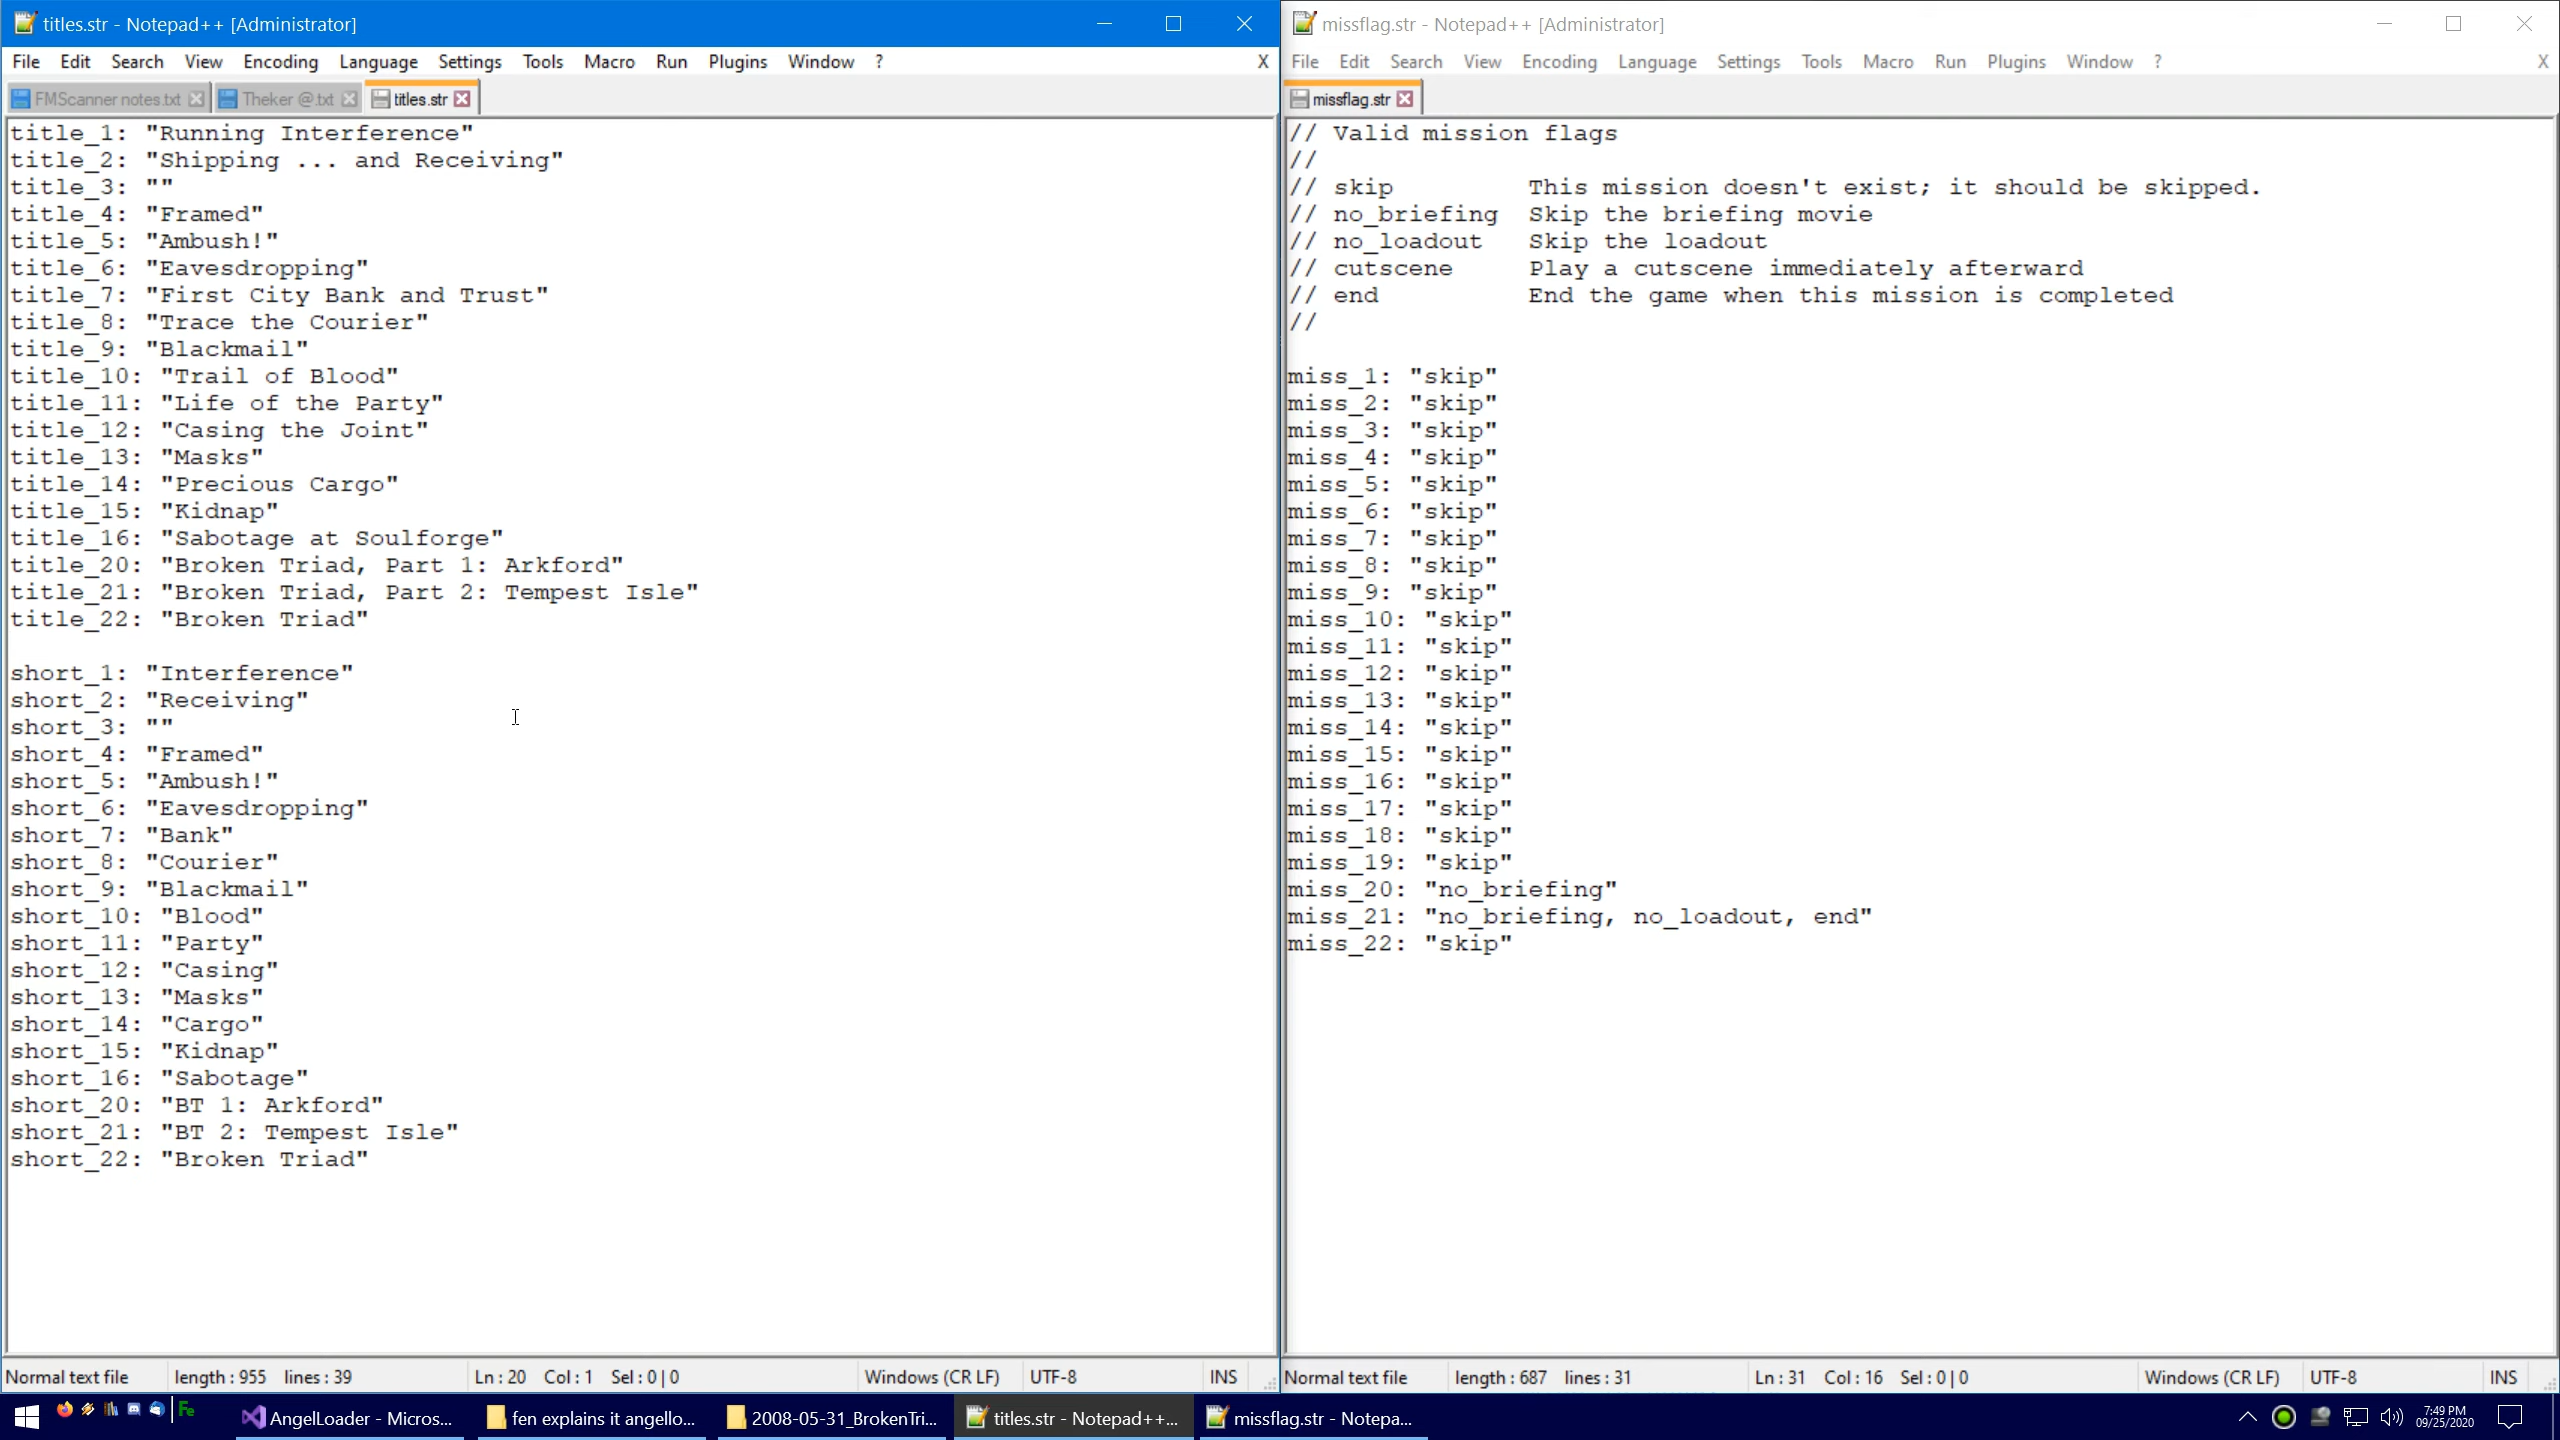 titles.str - Notepad++ [Administrator]
File Edit Search View Encoding Language Settings Tools Macro Run Plugins Window ? X
FMScanner notes.txt Theker @.txt titles.str
title_1: "Running Interference"
title_2: "Shipping ... and Receiving"
title_3: ""
title_4: "Framed"
title_5: "Ambush!"
title_6: "Eavesdropping"
title_7: "First City Bank and Trust"
title_8: "Trace the Courier"
title_9: "Blackmail"
title_10: "Trail of Blood"
title_11: "Life of the Party"
title_12: "Casing the Joint"
title_13: "Masks"
title_14: "Precious Cargo"
title_15: "Kidnap"
title_16: "Sabotage at Soulforge"
title_20: "Broken Triad, Part 1: Arkford"
title_21: "Broken Triad, Part 2: Tempest Isle"
title_22: "Broken Triad"
short_1: "Interference"
short_2: "Receiving"
short_3: ""
short_4: "Framed"
short_5: "Ambush!"
short_6: "Eavesdropping"
short_7: "Bank"
short_8: "Courier"
short_9: "Blackmail"
short_10: "Blood"
short_11: "Party"
short_12: "Casing"
short_13: "Masks"
short_14: "Cargo"
short_15: "Kidnap"
short_16: "Sabotage"
short_20: "BT 1: Arkford"
short_21: "BT 2: Tempest Isle"
short_22: "Broken Triad"
Normal text file length : 955 lines : 39 Ln : 20 Col : 1 Sel : 0 | 0 Windows (CR LF) UTF-8 INS
missflag.str - Notepad++ [Administrator]
File Edit Search View Encoding Language Settings Tools Macro Run Plugins Window ? X
missflag.str
// Valid mission flags
//
// skip This mission doesn't exist; it should be skipped.
// no_briefing Skip the briefing movie
// no_loadout Skip the loadout
// cutscene Play a cutscene immediately afterward
// end End the game when this mission is completed
//
miss_1: "skip"
miss_2: "skip"
miss_3: "skip"
miss_4: "skip"
miss_5: "skip"
miss_6: "skip"
miss_7: "skip"
miss_8: "skip"
miss_9: "skip"
miss_10: "skip"
miss_11: "skip"
miss_12: "skip"
miss_13: "skip"
miss_14: "skip"
miss_15: "skip"
miss_16: "skip"
miss_17: "skip"
miss_18: "skip"
miss_19: "skip"
miss_20: "no_briefing"
miss_21: "no_briefing, no_loadout, end"
miss_22: "skip"
Normal text file length : 687 lines : 31 Ln : 31 Col : 16 Sel : 0 | 0 Windows (CR LF) UTF-8 INS
Fe AngelLoader - Micros... fen explains it angello... 2008-05-31_BrokenTri... titles.str - Notepad++... missflag.str - Notepa... 7:49 PM
09/25/2020